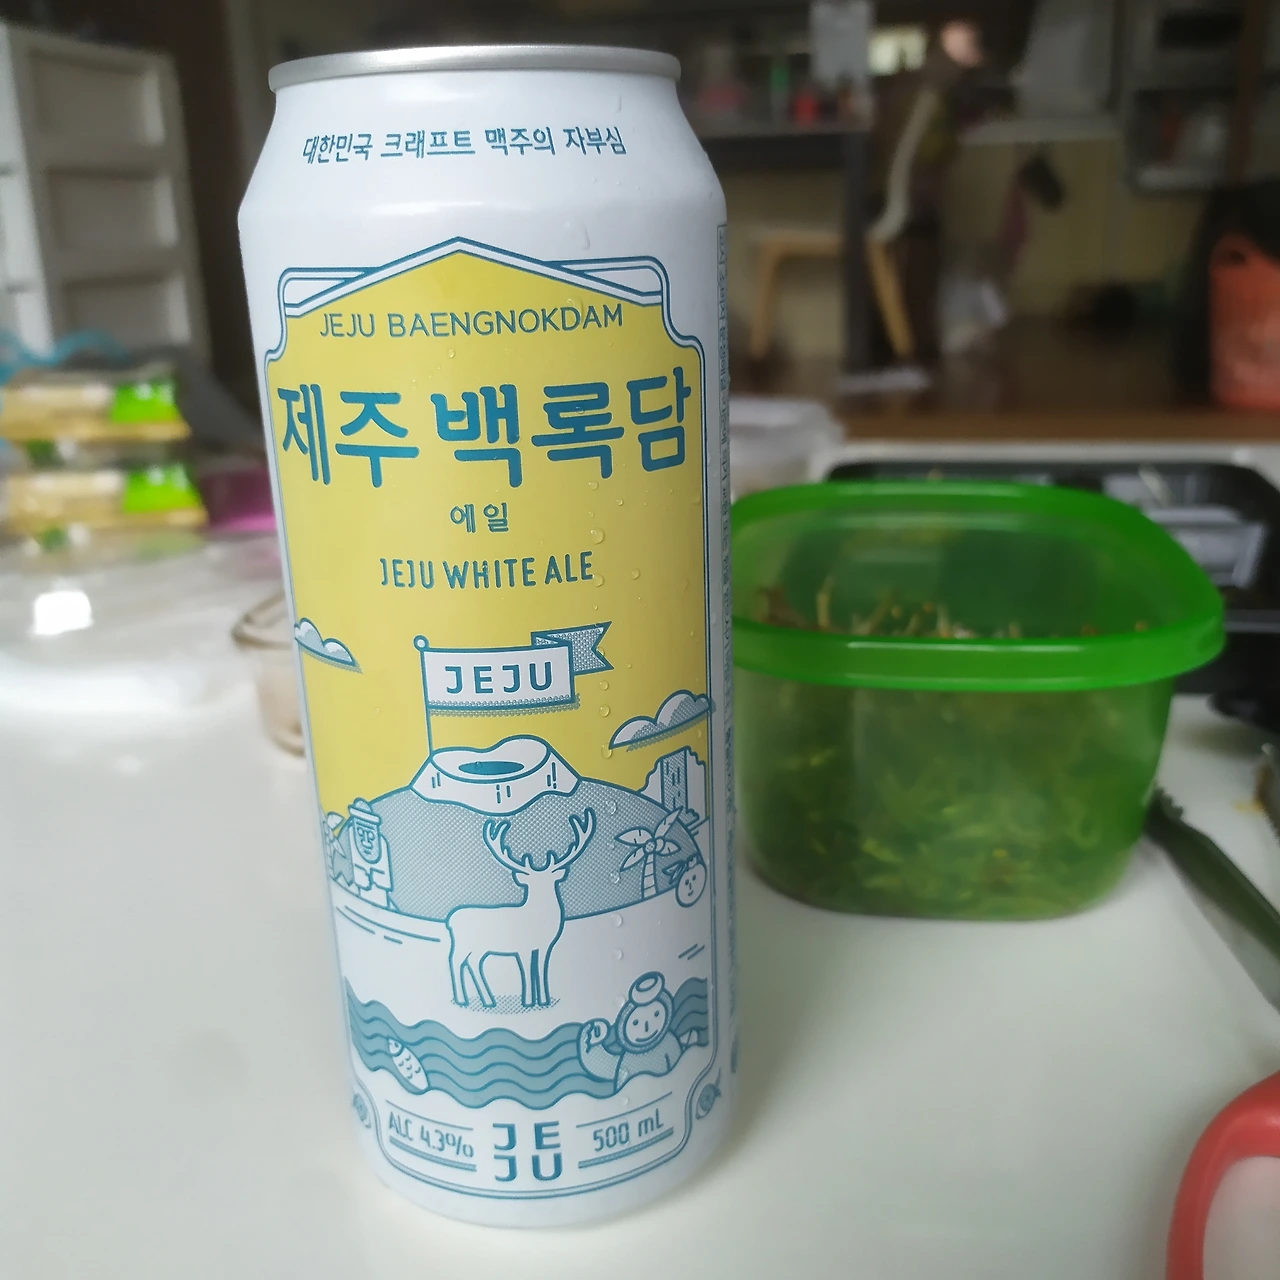 대한민국 크래프트 맥주의 자부심
JEJU BAENGNOKDAM
제주 백록담
에일
JEJU WHITE ALE
JEJU
ALC 4.3%
JE
JU
500 mL